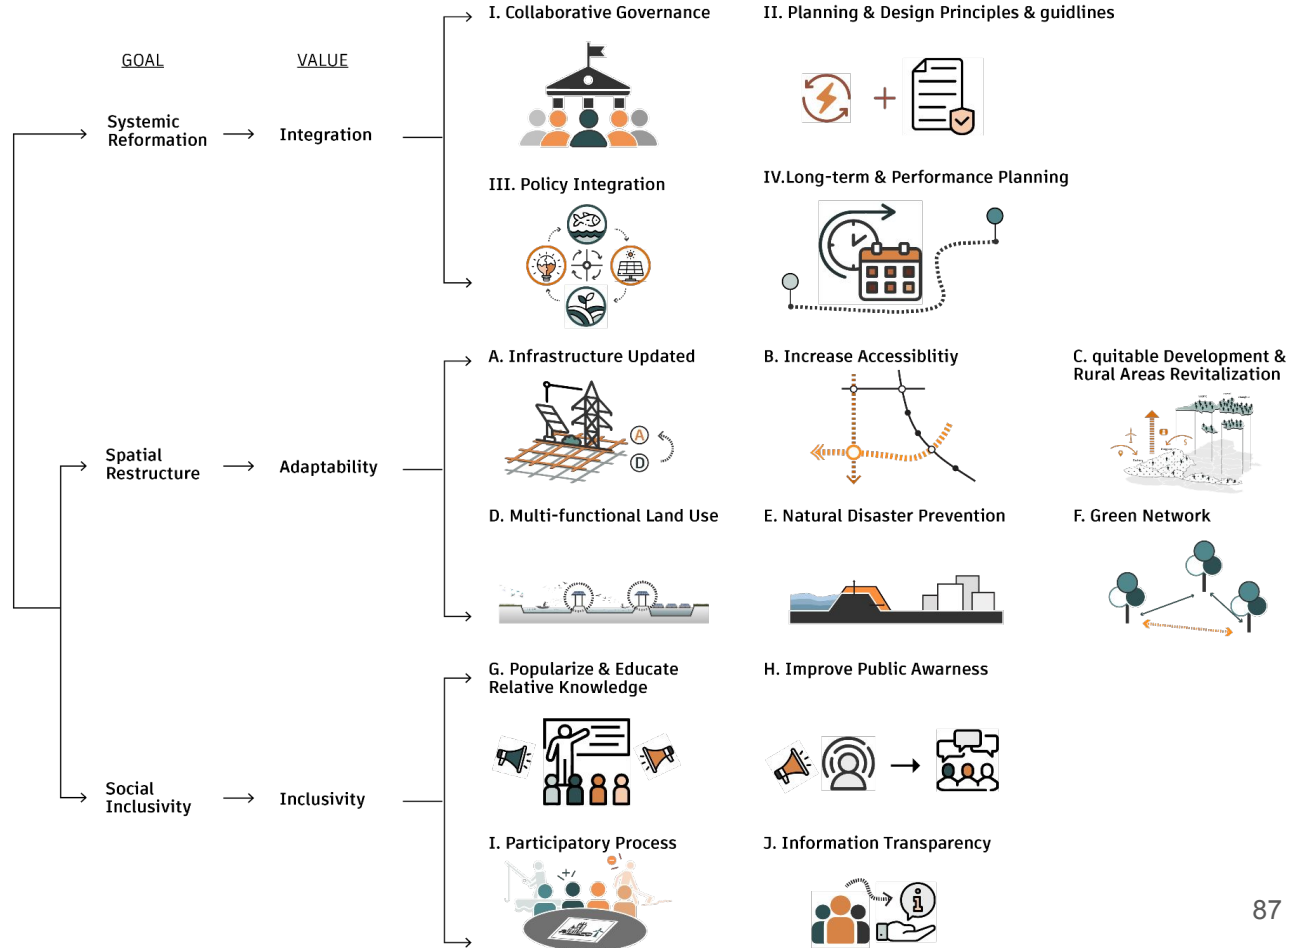 GOAL
VALUE
I. Collaborative Governance
II. Planning & Design Principles & guidlines
Systemic
Reformation
Integration
III. Policy Integration
IV.Long-term & Performance Planning
A. Infrastructure Updated
B. Increase Accessiblitiy
C. quitable Development &
Rural Areas Revitalization
A
D
Spatial
Restructure
Adaptability
D. Multi-functional Land Use
E. Natural Disaster Prevention
F. Green Network
G. Popularize & Educate
Relative Knowledge
H. Improve Public Awarness
Social
Inclusivity
Inclusivity
I. Participatory Process
J. Information Transparency
i
87